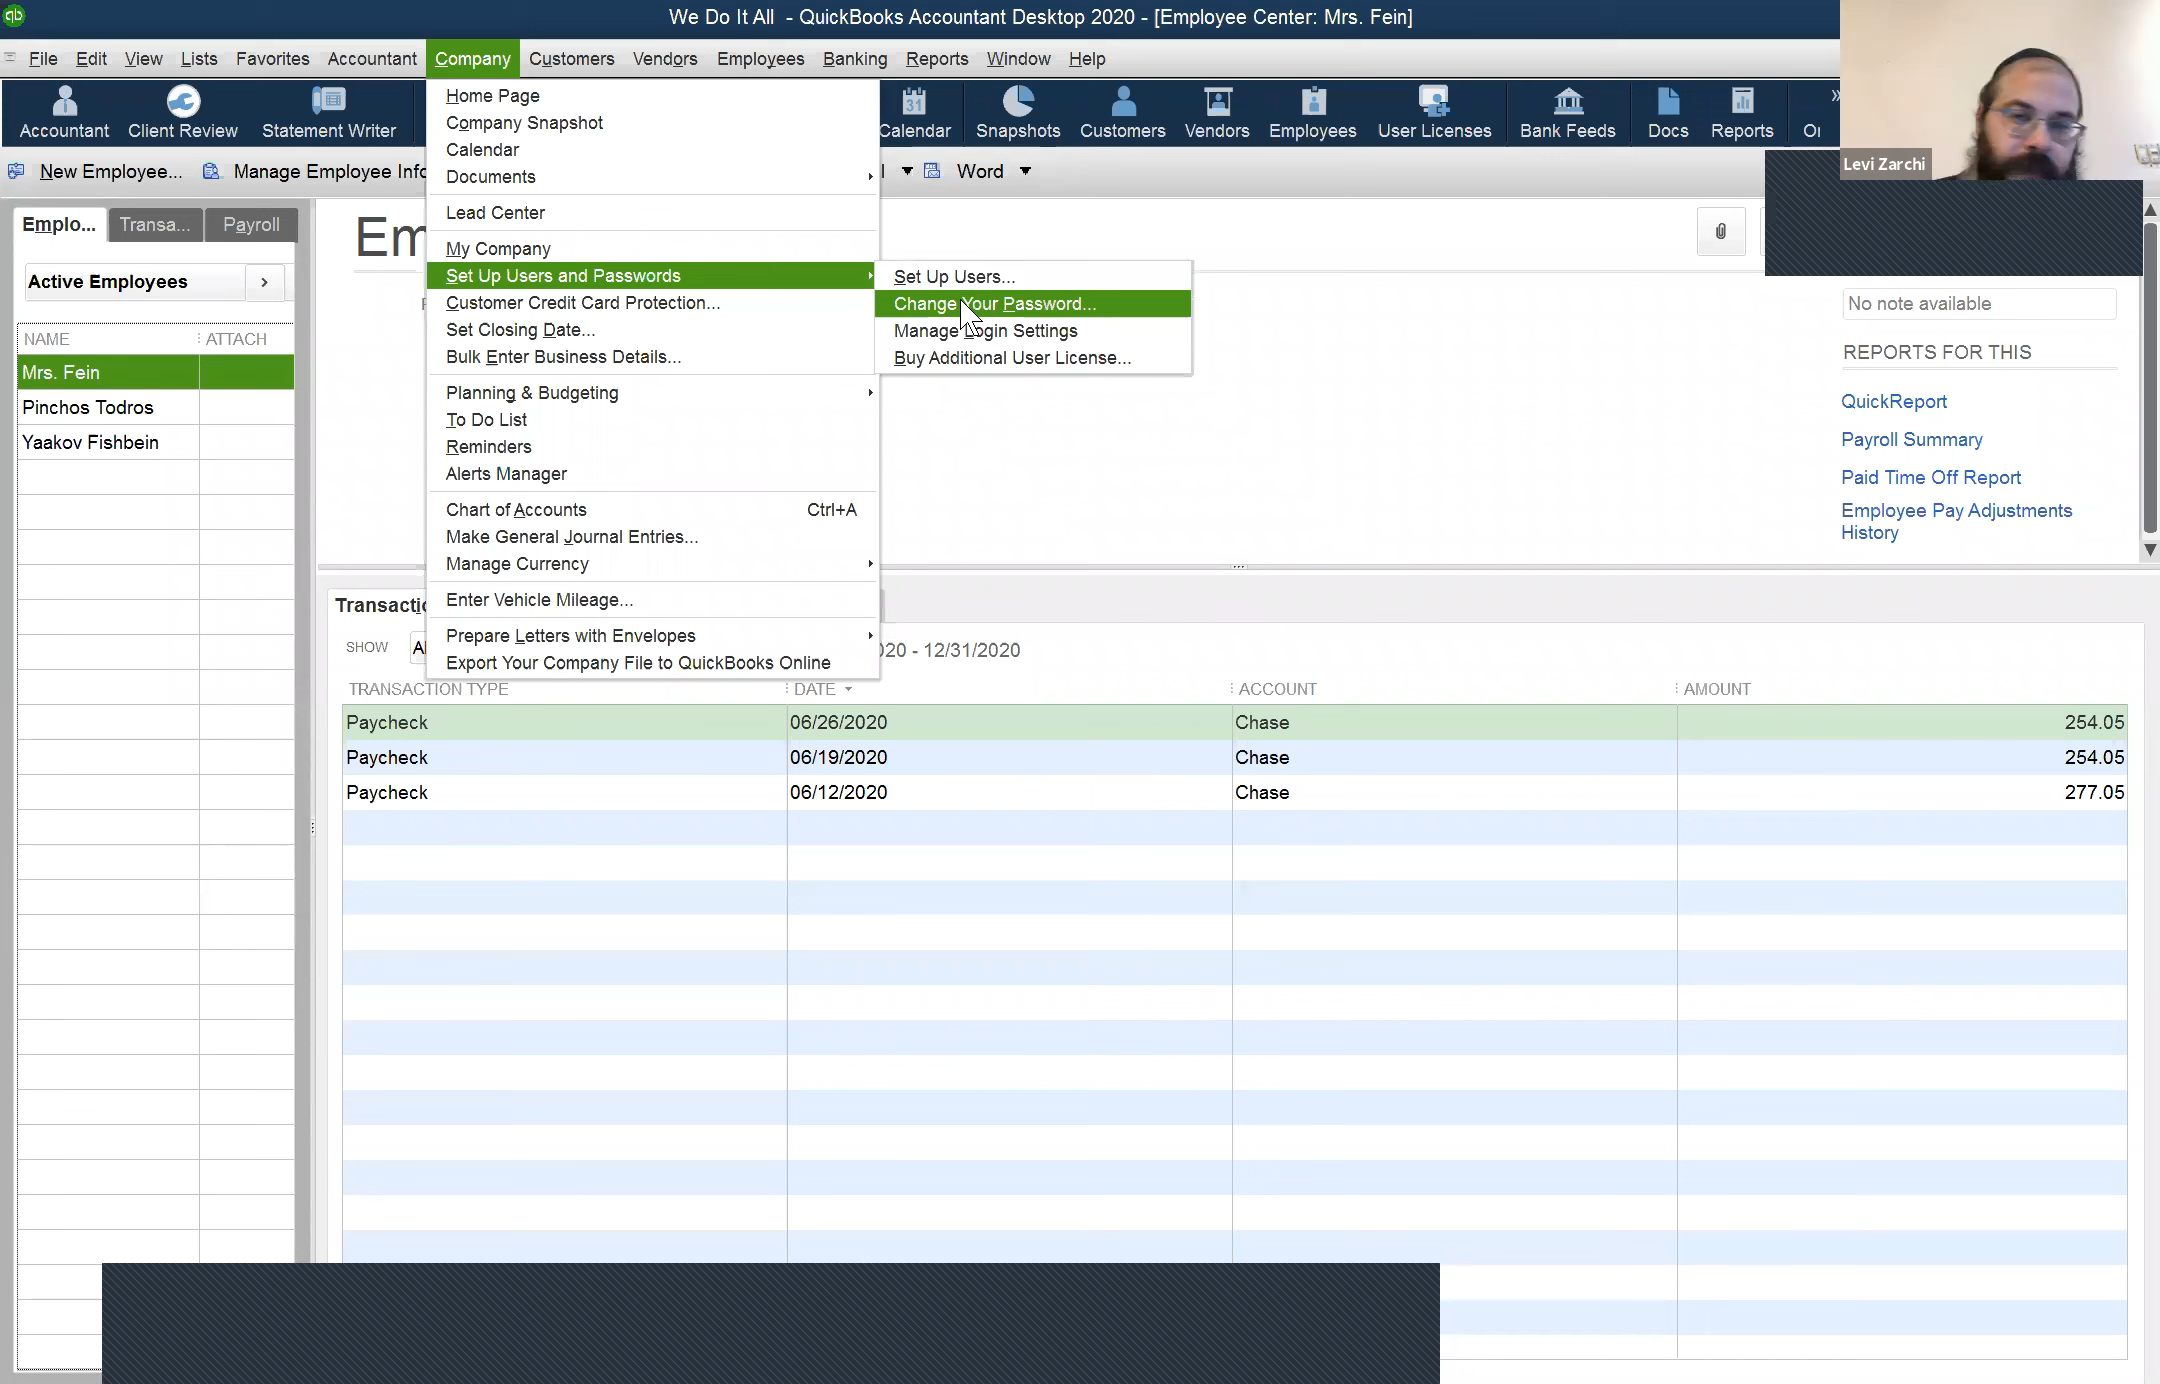 We Do It All - QuickBooks Accountant Desktop 2020 - [Employee Center: Mrs. Fein]
File Edit View Lists Favorites Accountant Company Customers Vendors Employees Banking Reports Window Help
Accountant Client Review Statement Writer Calendar Snapshots Customers Vendors Employees User Licenses Bank Feeds Docs Reports
31
Levi Zarchi
New Employee... Manage Employee Info Word
Emplo... Transa... Payroll
Active Employees
NAME ATTACH
Mrs. Fein
Pinchos Todros
Yaakov Fishbein
Home Page
Company Snapshot
Calendar
Documents
Lead Center
My Company
Set Up Users and Passwords
Customer Credit Card Protection...
Set Closing Date...
Bulk Enter Business Details...
Planning & Budgeting
To Do List
Reminders
Alerts Manager
Chart of Accounts Ctrl+A
Make General Journal Entries...
Manage Currency
Enter Vehicle Mileage...
Prepare Letters with Envelopes
Export Your Company File to QuickBooks Online
Set Up Users...
Change Your Password...
Manage Login Settings
Buy Additional User License...
No note available
REPORTS FOR THIS
QuickReport
Payroll Summary
Paid Time Off Report
Employee Pay Adjustments
History
SHOW
20 - 12/31/2020
TRANSACTION TYPE DATE ACCOUNT AMOUNT
Paycheck 06/26/2020 Chase 254.05
Paycheck 06/19/2020 Chase 254.05
Paycheck 06/12/2020 Chase 277.05